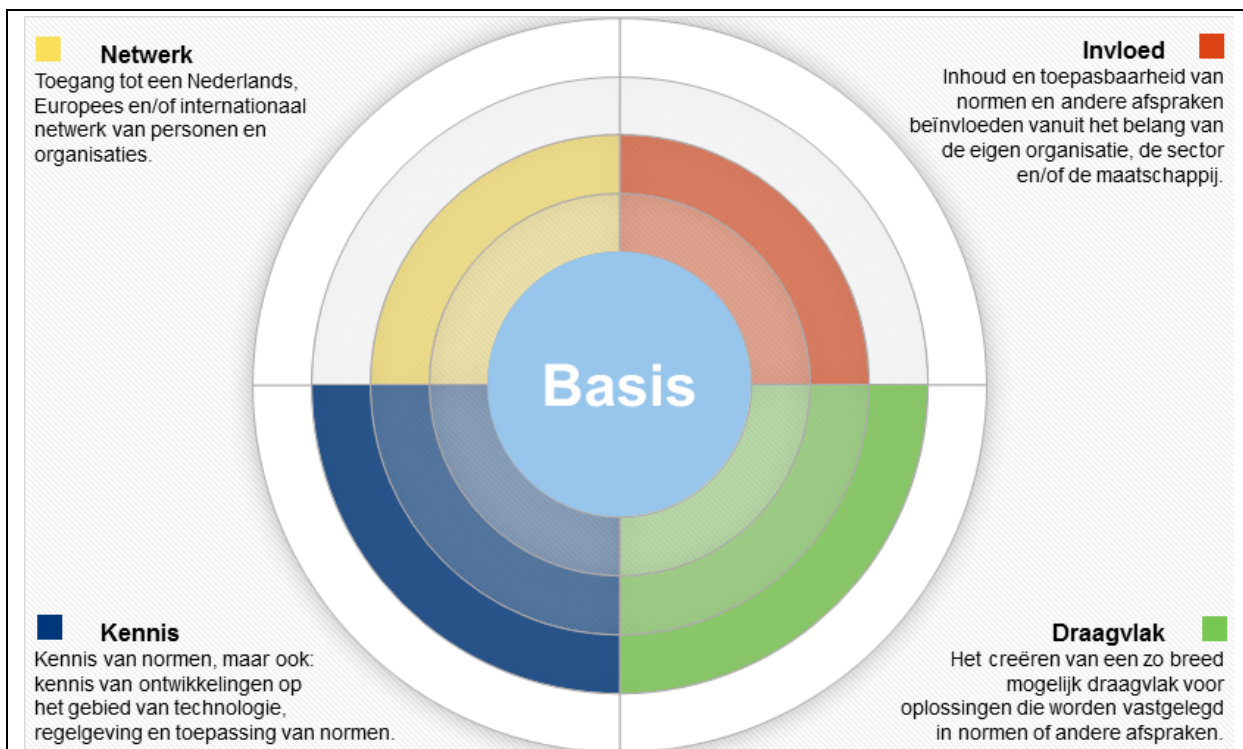 Netwerk
Toegang tot een Nederlands,
Europees en/of internationaal
netwerk van personen en
organisaties.
Invloed
Inhoud en toepasbaarheid van
normen en andere afspraken
beïnvloeden vanuit het belang van
de eigen organisatie, de sector
en/of de maatschappij.
Basis
Kennis
Kennis van normen, maar ook:
kennis van ontwikkelingen op
het gebied van technologie,
regelgeving en toepassing van normen.
Draagvlak
Het creëren van een zo breed
mogelijk draagvlak voor
oplossingen die worden vastgelegd
in normen of andere afspraken.